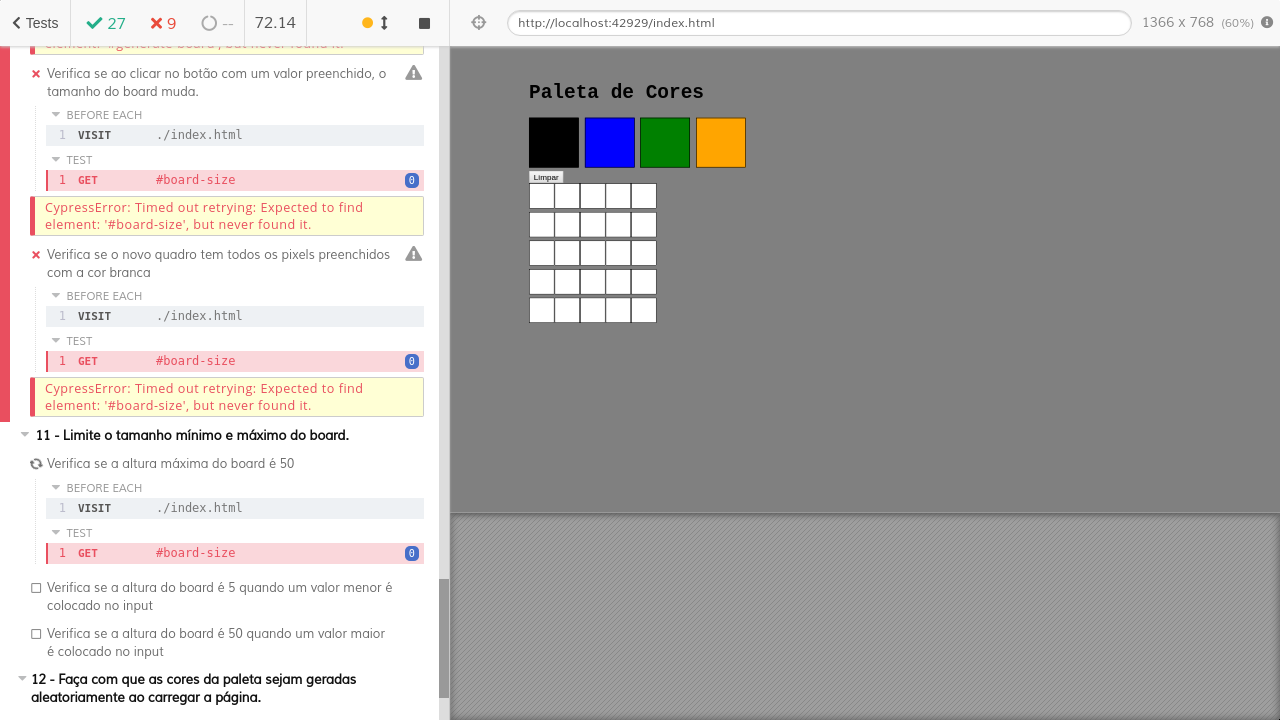 Tests 27 9 -- 72.14 http://localhost:42929/index.html 1366 x 768 (60%)
element: '#generate-board', but never found it.
Verifica se ao clicar no botão com um valor preenchido, o
tamanho do board muda.
BEFORE EACH
1 VISIT ./index.html
TEST
1 GET #board-size 0
CypressError: Timed out retrying: Expected to find
element: '#board-size', but never found it.
Verifica se o novo quadro tem todos os pixels preenchidos
com a cor branca
BEFORE EACH
1 VISIT ./index.html
TEST
1 GET #board-size 0
CypressError: Timed out retrying: Expected to find
element: '#board-size', but never found it.
11 - Limite o tamanho mínimo e máximo do board.
Verifica se a altura máxima do board é 50
BEFORE EACH
1 VISIT ./index.html
TEST
1 GET #board-size 0
Verifica se a altura do board é 5 quando um valor menor é
colocado no input
Verifica se a altura do board é 50 quando um valor maior
é colocado no input
12 - Faça com que as cores da paleta sejam geradas
aleatoriamente ao carregar a página.
Paleta de Cores
Limpar